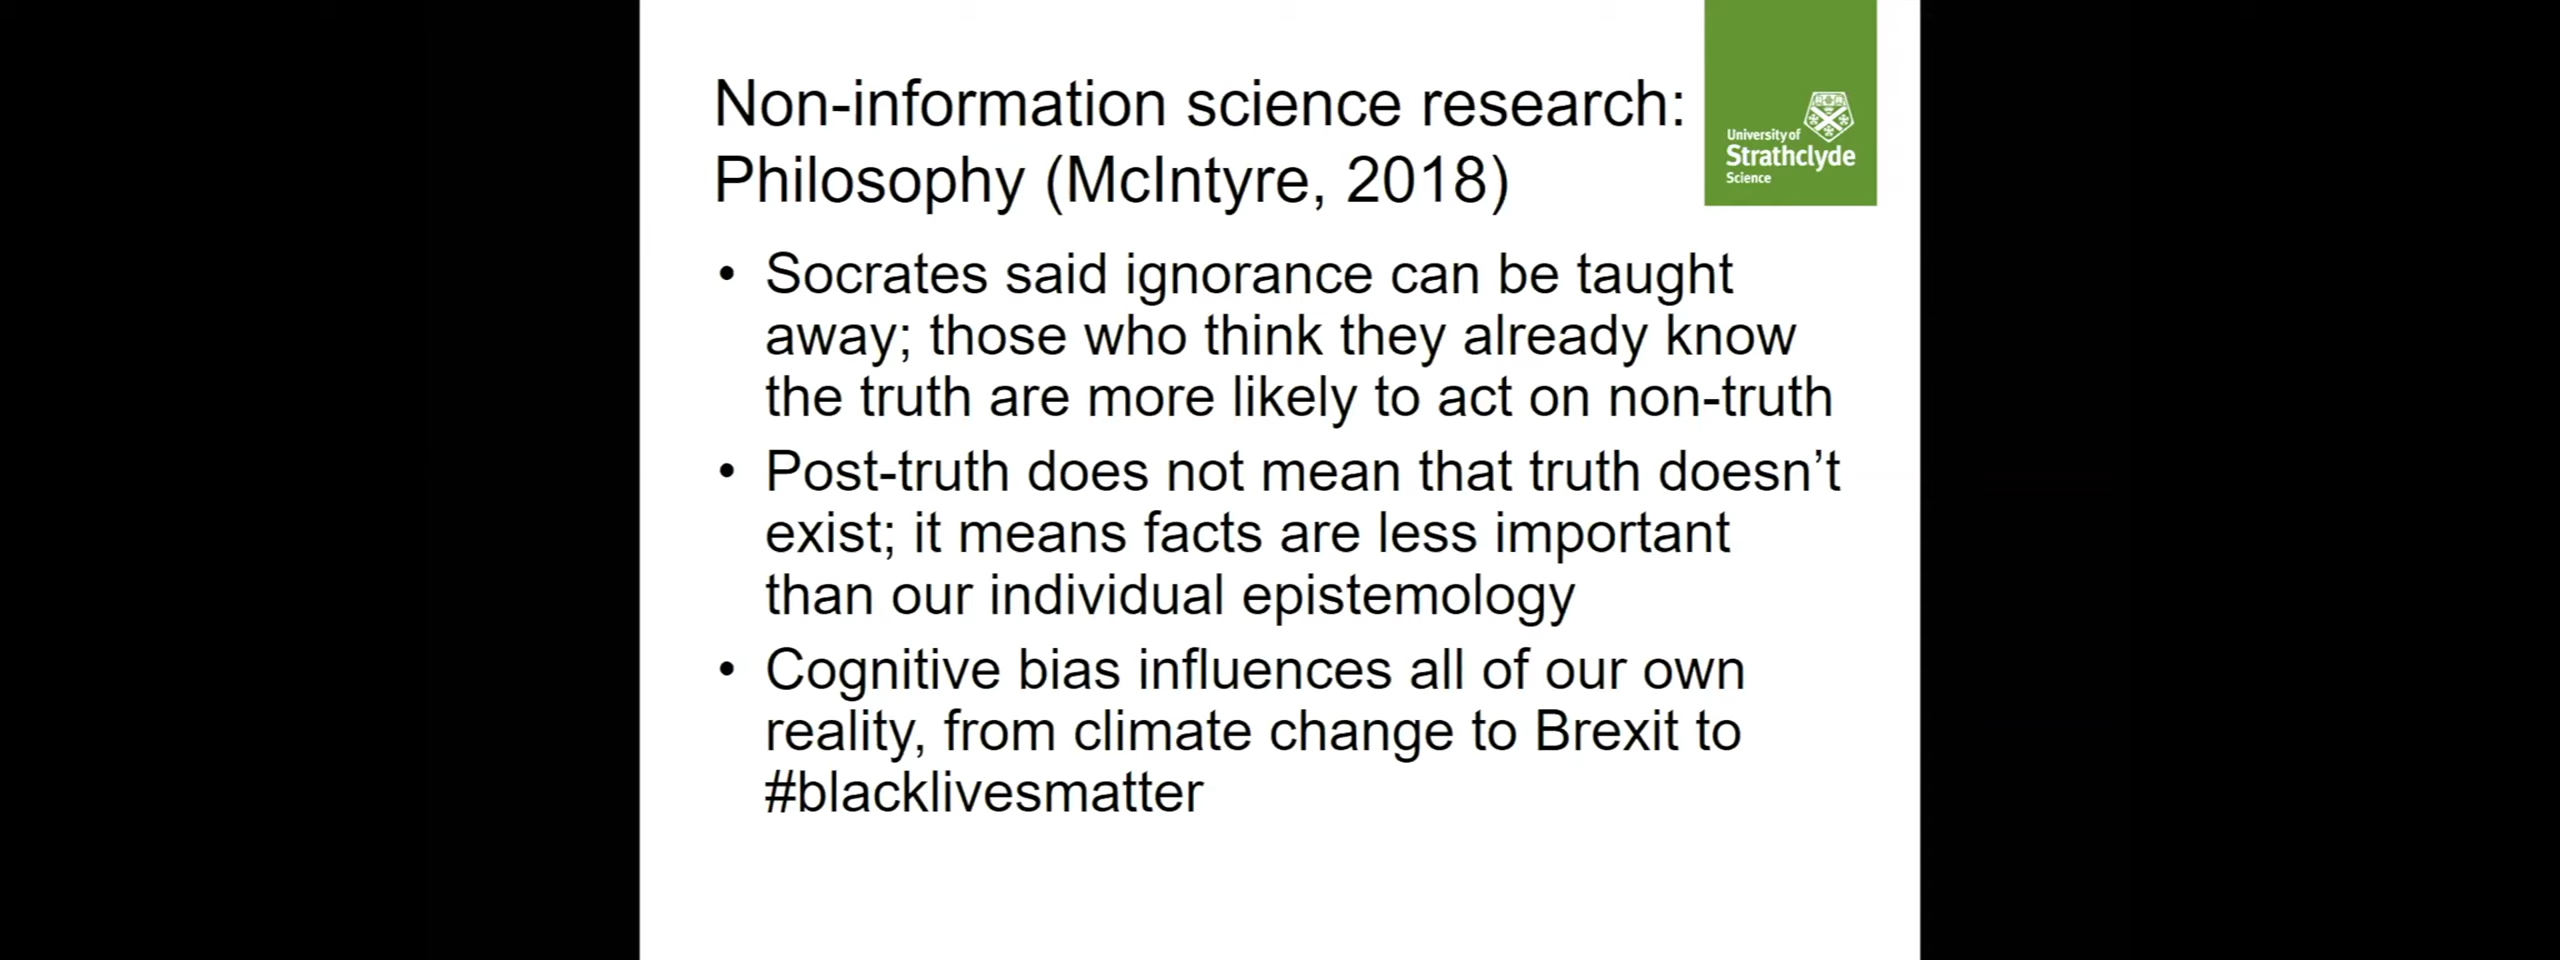 Non-information science research:
Philosophy (McIntyre, 2018)
University of
Strathclyde
Science
• Socrates said ignorance can be taught
away; those who think they already know
the truth are more likely to act on non-truth
• Post-truth does not mean that truth doesn’t
exist; it means facts are less important
than our individual epistemology
• Cognitive bias influences all of our own
reality, from climate change to Brexit to
#blacklivesmatter